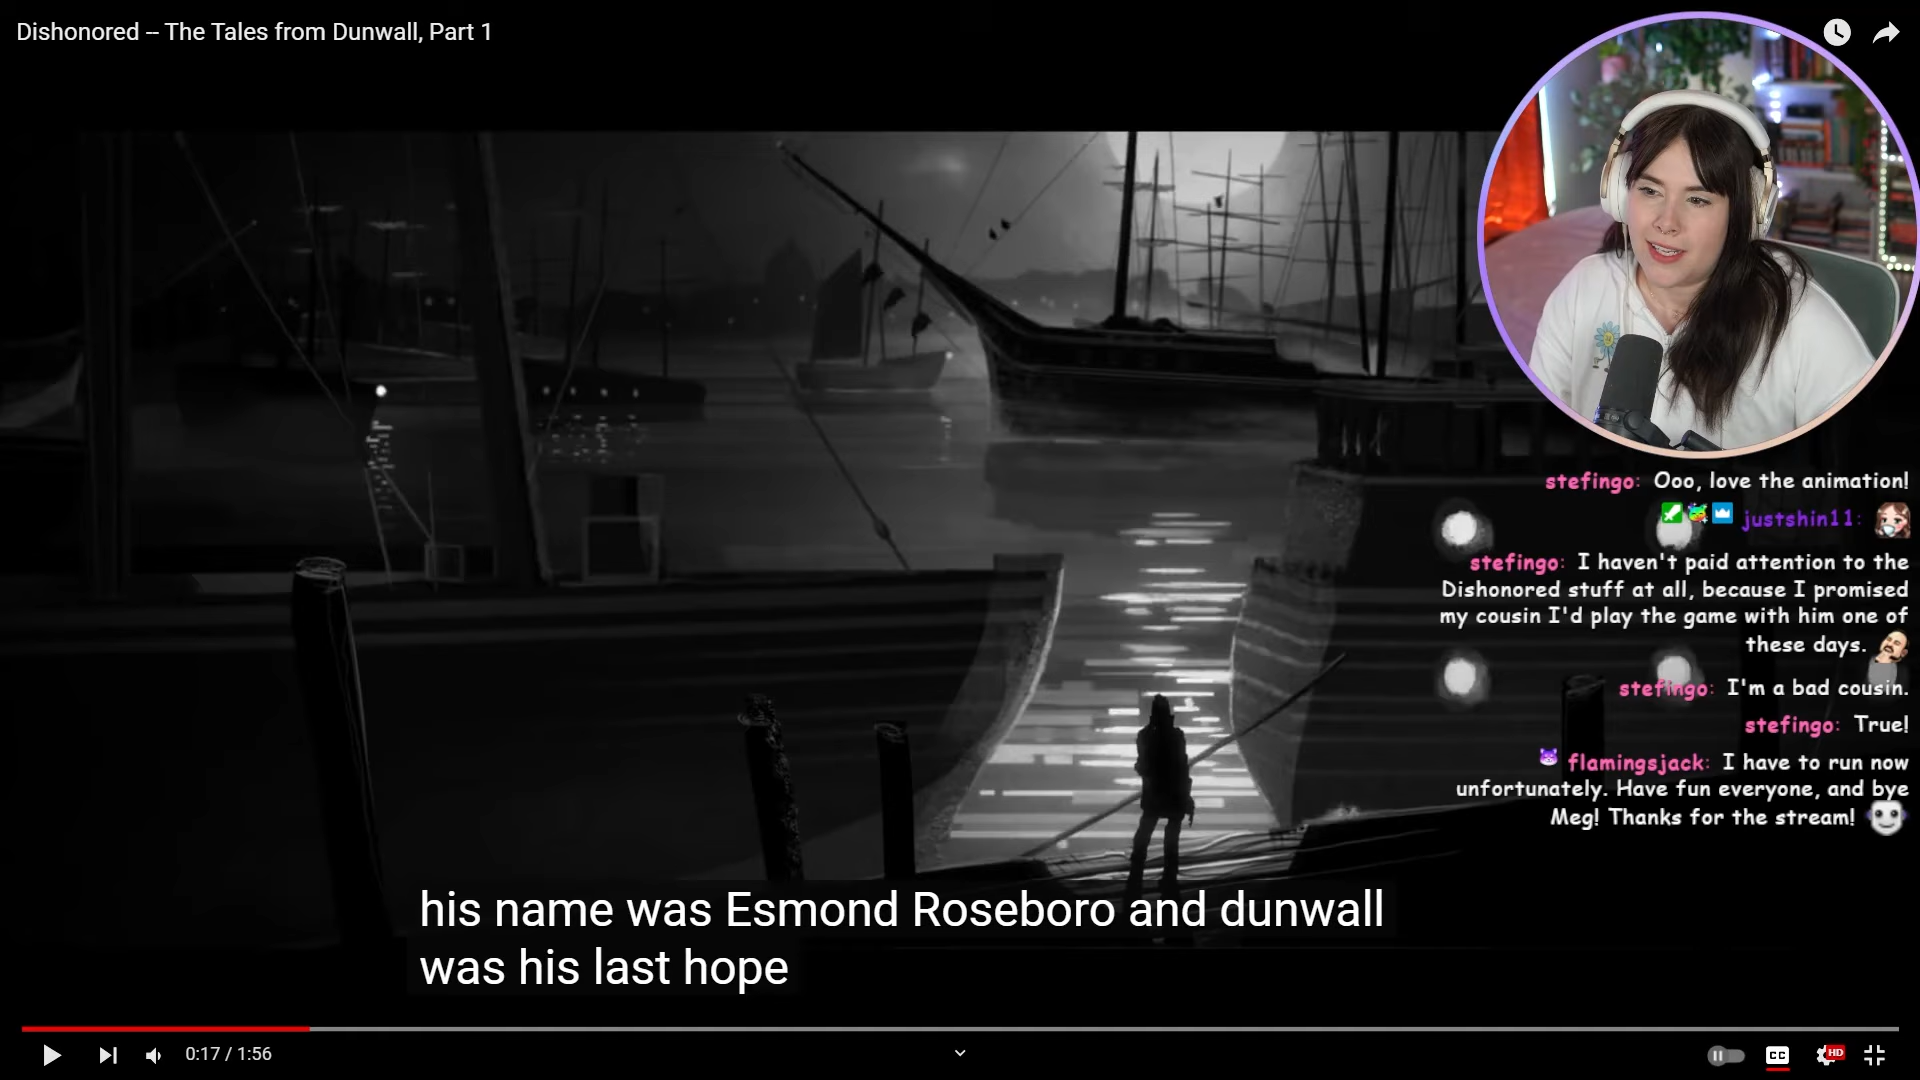 Dishonored -- The Tales from Dunwall, Part 1
stefingo: Ooo, love the animation!
justshin11:
stefingo: I haven't paid attention to the
Dishonored stuff at all, because I promised
my cousin I'd play the game with him one of
these days.
stefingo: I'm a bad cousin.
stefingo: True!
flamingsjack: I have to run now
unfortunately. Have fun everyone, and bye
Meg! Thanks for the stream!
his name was Esmond Roseboro and dunwall
was his last hope
0:17 / 1:56
CC
HD